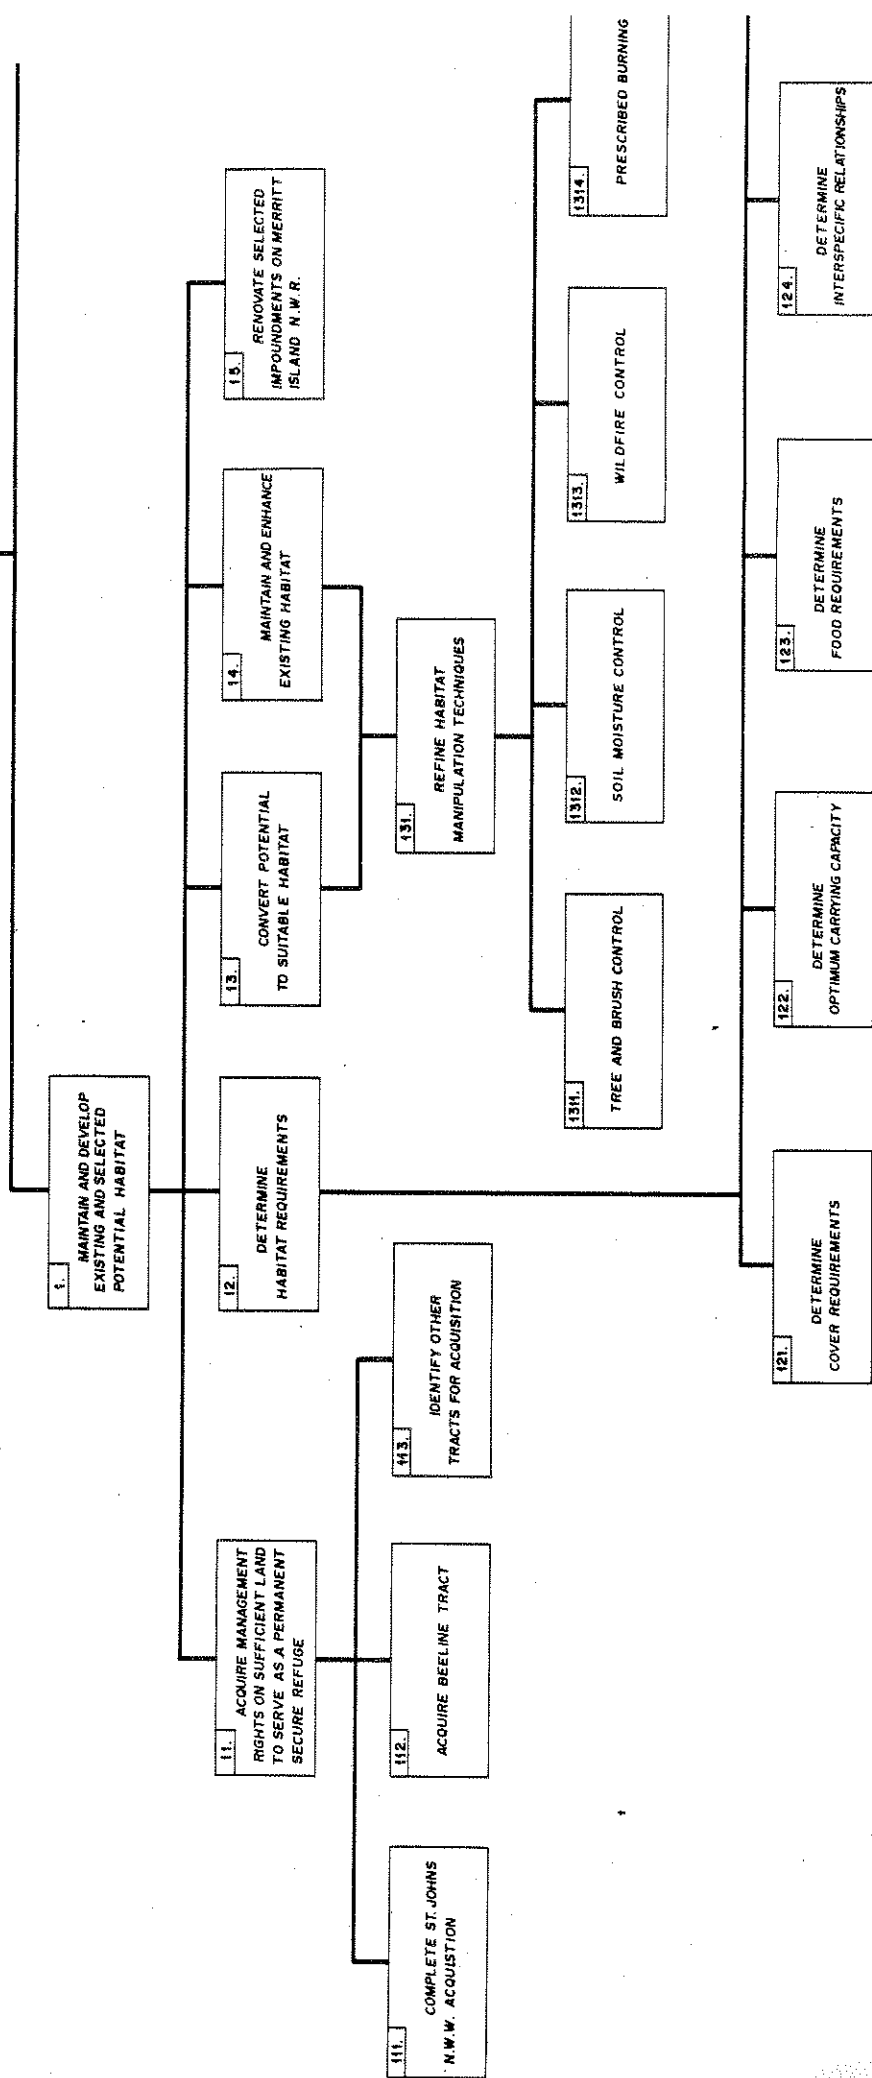 1.
MAINTAIN AND DEVELOP
EXISTING AND SELECTED
POTENTIAL HABITAT
11.
ACQUIRE MANAGEMENT
RIGHTS ON SUFFICIENT LAND
TO SERVE AS A PERMANENT
SECURE REFUGE
12.
DETERMINE
HABITAT REQUIREMENTS
13.
CONVERT POTENTIAL
TO SUITABLE HABITAT
14.
MAINTAIN AND ENHANCE
EXISTING HABITAT
15.
RENOVATE SELECTED
IMPOUNDMENTS ON MERRITT
ISLAND N.W.R.
111.
COMPLETE ST. JOHNS
N.W.W. ACQUISTION
112.
ACQUIRE BEELINE TRACT
113.
IDENTIFY OTHER
TRACTS FOR ACQUISITION
131.
REFINE HABITAT
MANIPULATION TECHNIQUES
1311.
TREE AND BRUSH CONTROL
1312.
SOIL MOISTURE CONTROL
1313.
WILDFIRE CONTROL
1314.
PRESCRIBED BURNING
121.
DETERMINE
COVER REQUIREMENTS
122.
DETERMINE
OPTIMUM CARRYING CAPACITY
123.
DETERMINE
FOOD REQUIREMENTS
124.
DETERMINE
INTERSPECIFIC RELATIONSHIPS